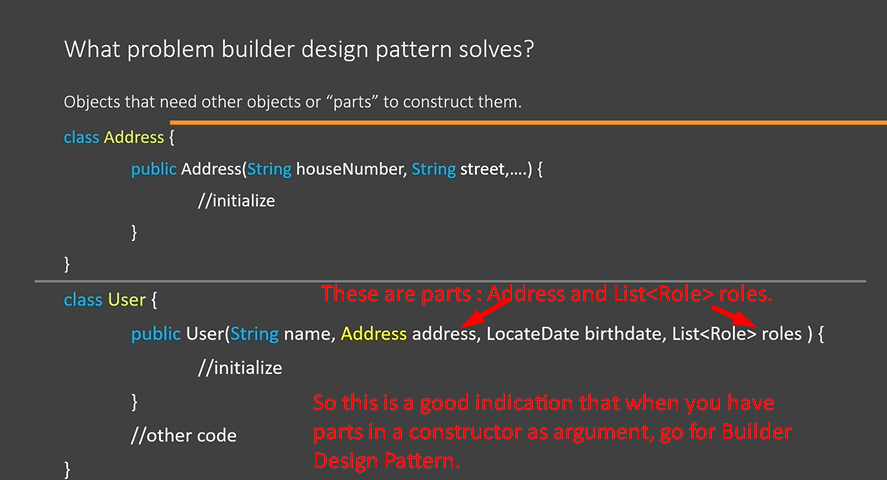 What problem builder design pattern solves?
Objects that need other objects or “parts” to construct them.
class Address {
public Address(String houseNumber, String street,….) {
//initialize
}
}
class User {
These are parts : Address and List<Role> roles.
public User(String name, Address address, LocateDate birthdate, List<Role> roles ) {
//initialize
}
So this is a good indication that when you have
parts in a constructor as argument, go for Builder
Design Pattern.
//other code
}